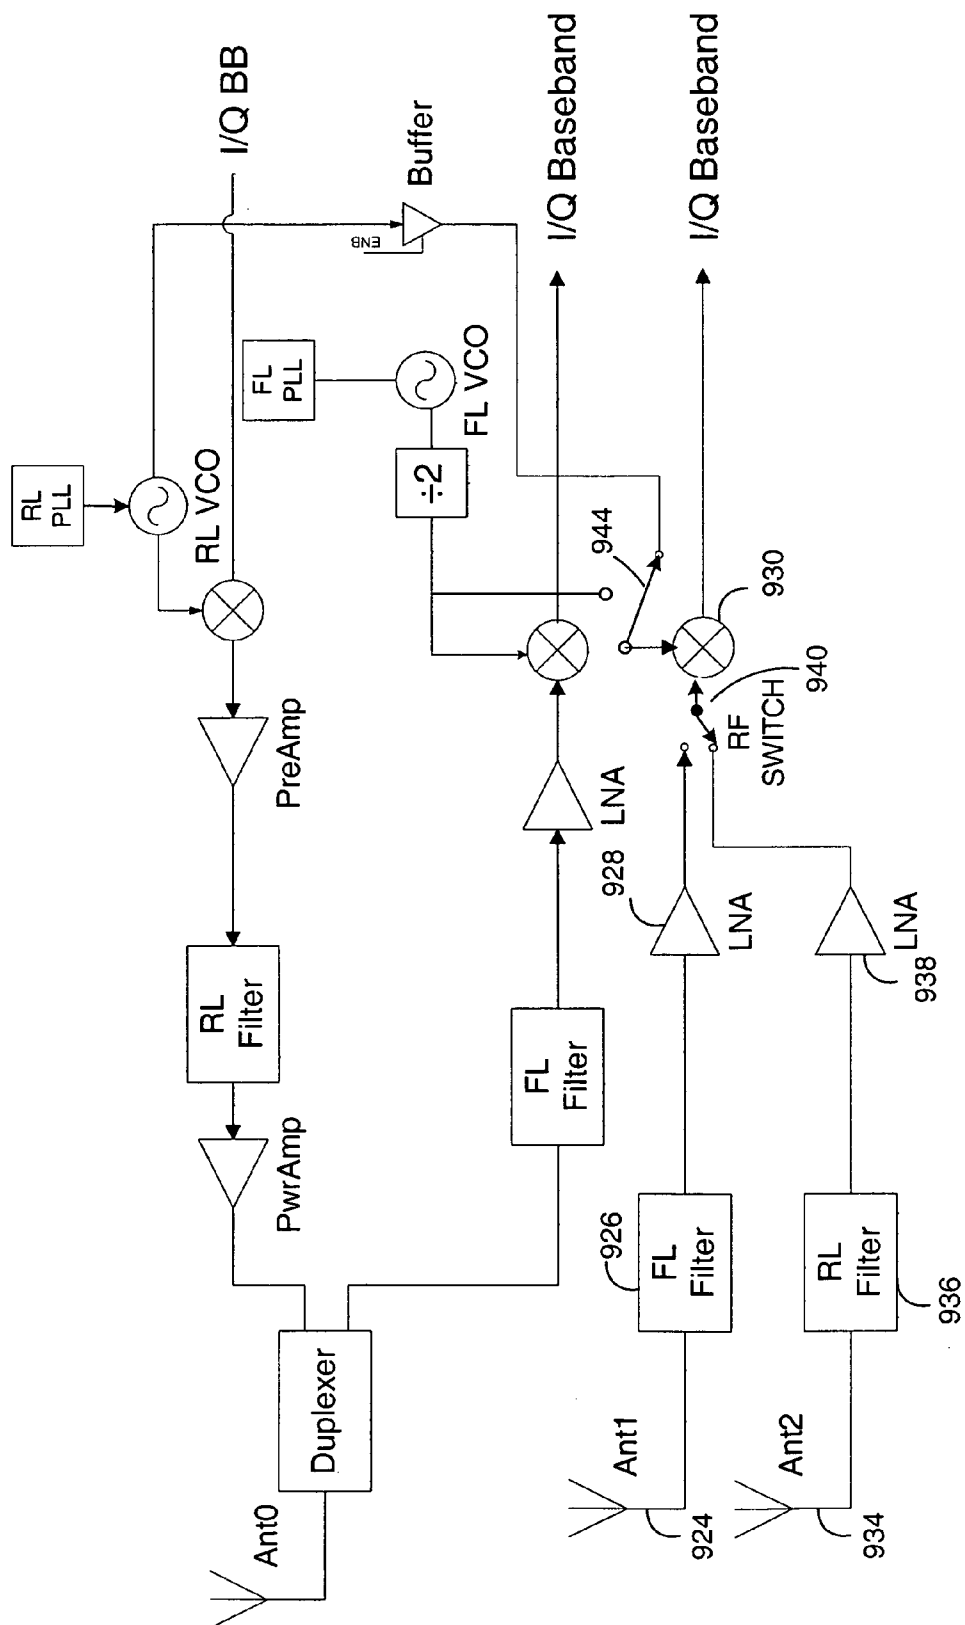 RL
PLL
RL VCO
I/Q BB
PreAmp
RL
Filter
PwrAmp
Duplexer
Ant0
FL
PLL
FL VCO
÷2
ENB
Buffer
I/Q Baseband
LNA
FL
Filter
I/Q Baseband
944
930
940
RF
SWITCH
928
LNA
926
FL
Filter
Ant1
924
LNA
938
RL
Filter
936
Ant2
934